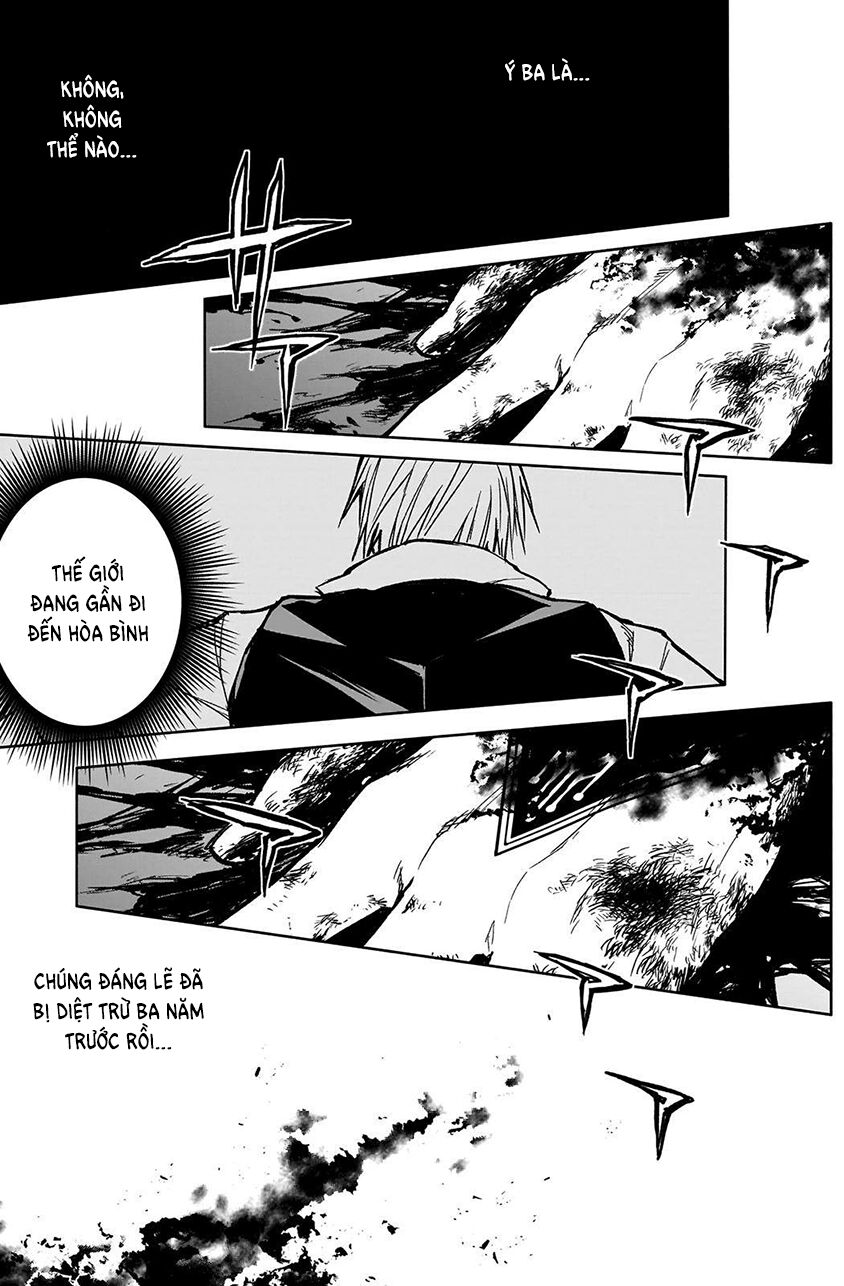 Ý BA LÀ...
KHÔNG,
KHÔNG
THỂ NÀO...
THẾ GIỚI
ĐANG GẦN ĐI
ĐẾN HÒA BÌNH
CHÚNG ĐÁNG LẼ ĐÃ
BỊ DIỆT TRỪ BA NĂM
TRƯỚC RỒI...